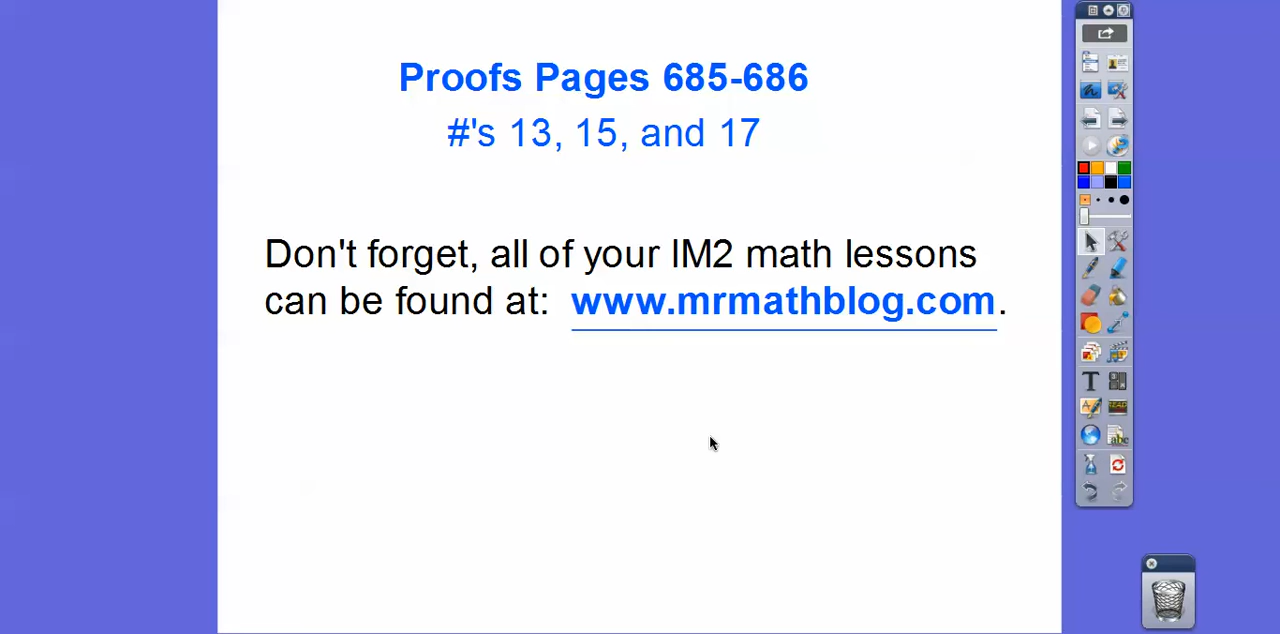 Proofs Pages 685-686
#'s 13, 15, and 17
Don't forget, all of your IM2 math lessons
can be found at: www.mrmathblog.com.